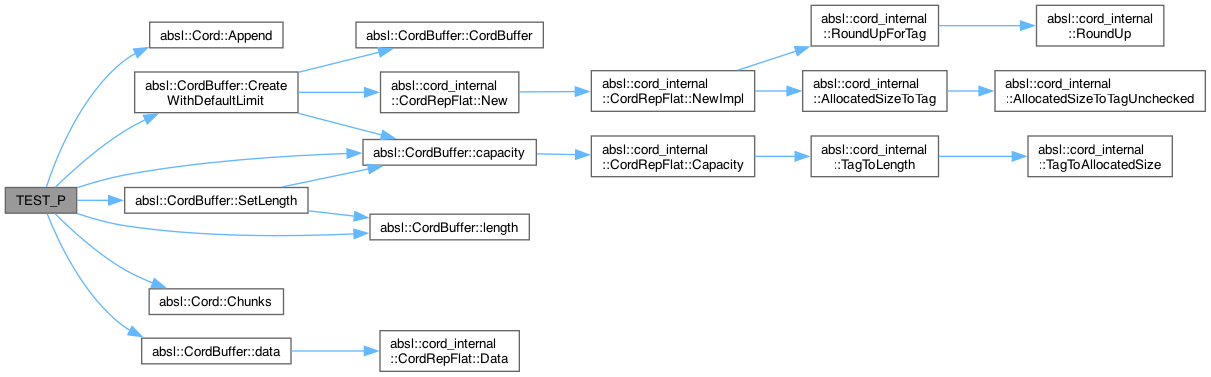 TEST_P
absl::Cord::Append
absl::CordBuffer::Create
WithDefaultLimit
absl::CordBuffer::SetLength
absl::Cord::Chunks
absl::CordBuffer::data
absl::CordBuffer::CordBuffer
absl::cord_internal
::CordRepFlat::New
absl::CordBuffer::capacity
absl::CordBuffer::length
absl::cord_internal
::CordRepFlat::Data
absl::cord_internal
::CordRepFlat::NewImpl
absl::cord_internal
::CordRepFlat::Capacity
absl::cord_internal
::RoundUpForTag
absl::cord_internal
::AllocatedSizeToTag
absl::cord_internal
::TagToLength
absl::cord_internal
::RoundUp
absl::cord_internal
::AllocatedSizeToTagUnchecked
absl::cord_internal
::TagToAllocatedSize